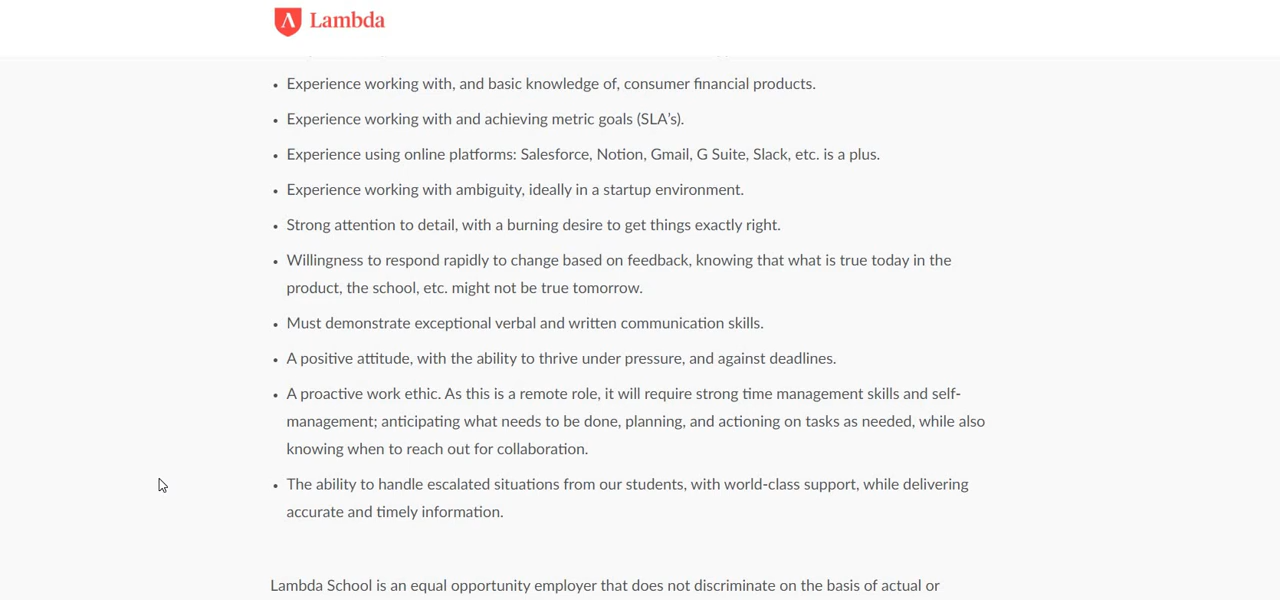 Lambda
• Experience working with, and basic knowledge of, consumer financial products.
• Experience working with and achieving metric goals (SLA’s).
• Experience using online platforms: Salesforce, Notion, Gmail, G Suite, Slack, etc. is a plus.
• Experience working with ambiguity, ideally in a startup environment.
• Strong attention to detail, with a burning desire to get things exactly right.
• Willingness to respond rapidly to change based on feedback, knowing that what is true today in the
product, the school, etc. might not be true tomorrow.
• Must demonstrate exceptional verbal and written communication skills.
• A positive attitude, with the ability to thrive under pressure, and against deadlines.
• A proactive work ethic. As this is a remote role, it will require strong time management skills and self-
management; anticipating what needs to be done, planning, and actioning on tasks as needed, while also
knowing when to reach out for collaboration.
• The ability to handle escalated situations from our students, with world-class support, while delivering
accurate and timely information.
Lambda School is an equal opportunity employer that does not discriminate on the basis of actual or